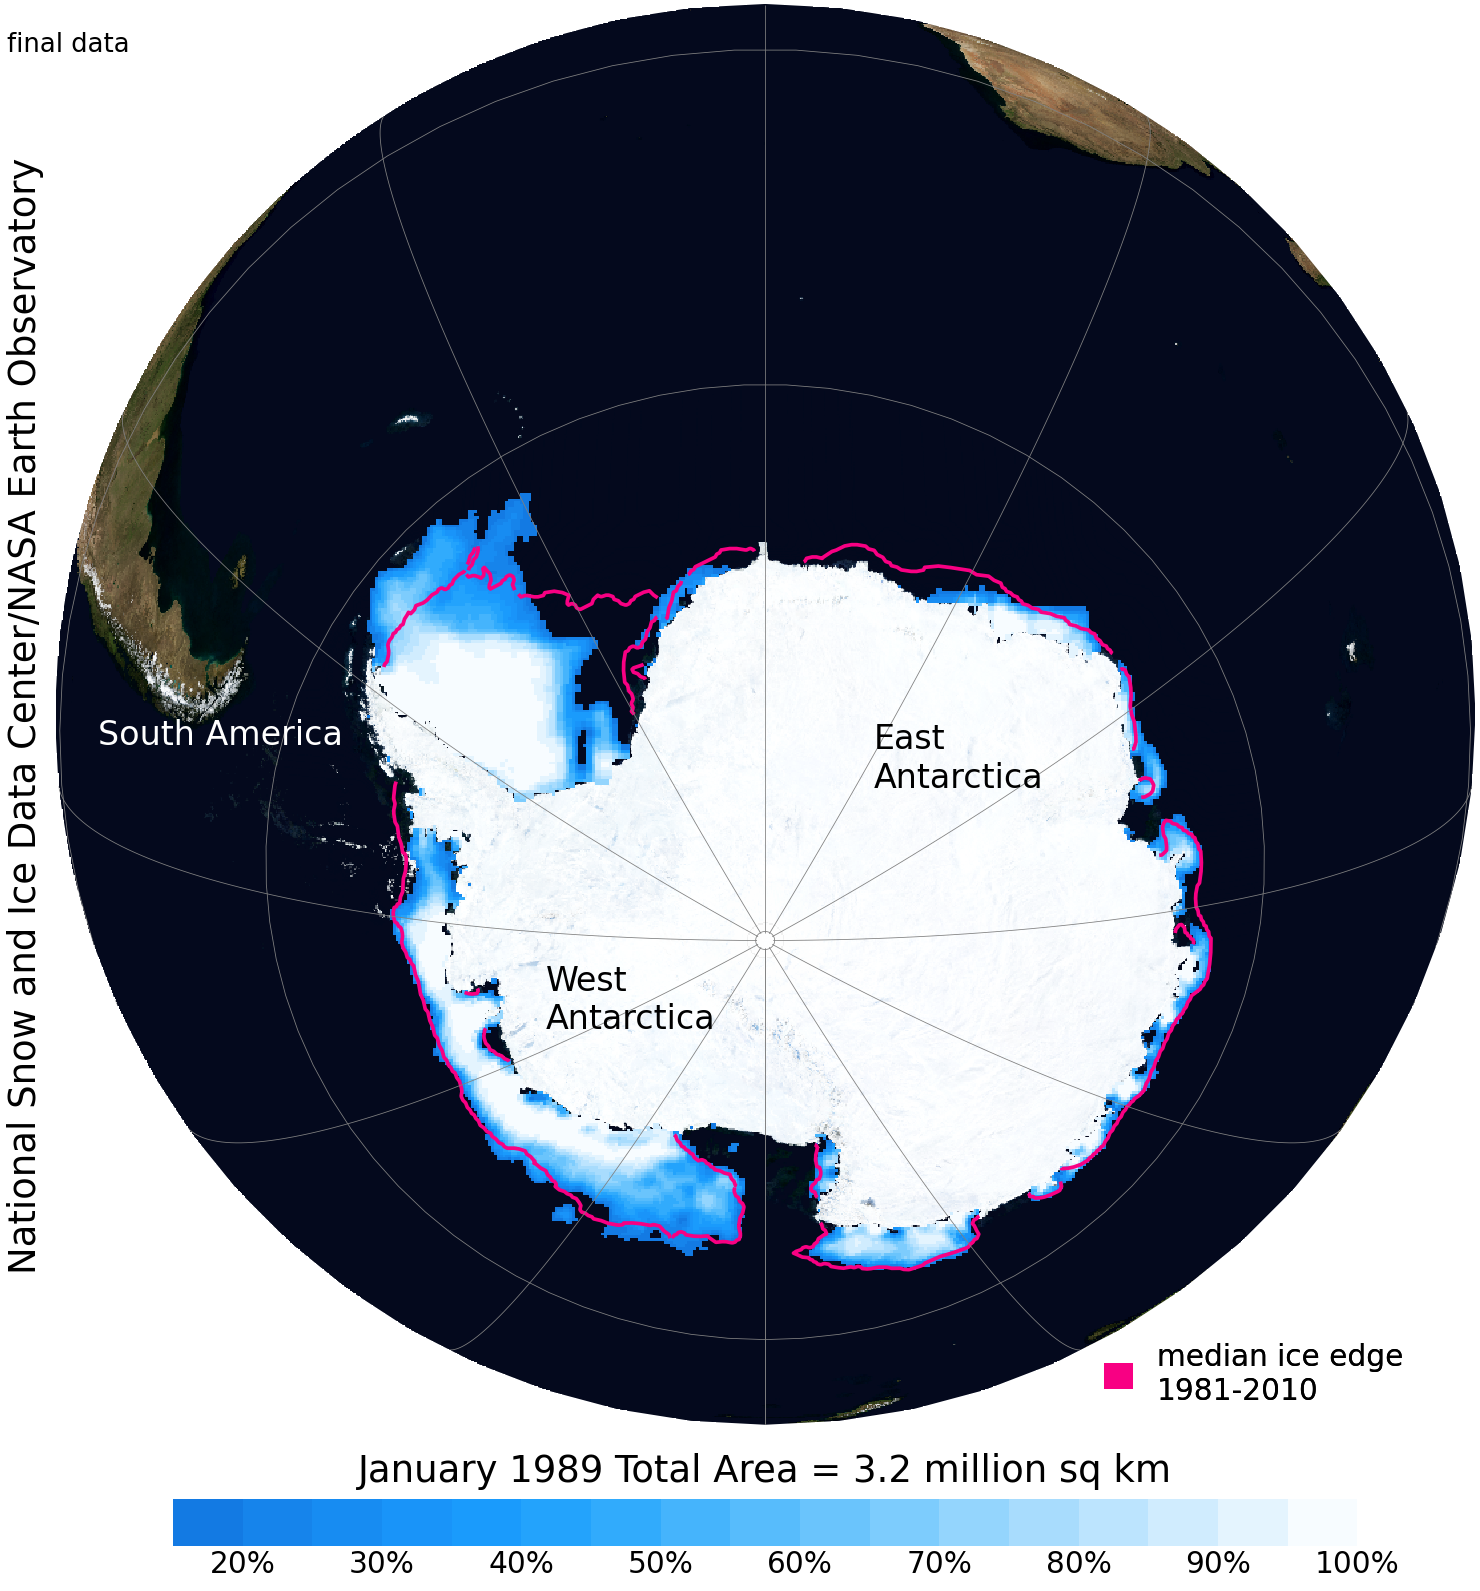 final data
National Snow and Ice Data Center/NASA Earth Observatory
South America
East
Antarctica
West
Antarctica
median ice edge
1981-2010
January 1989 Total Area = 3.2 million sq km
20% 30% 40% 50% 60% 70% 80% 90% 100%